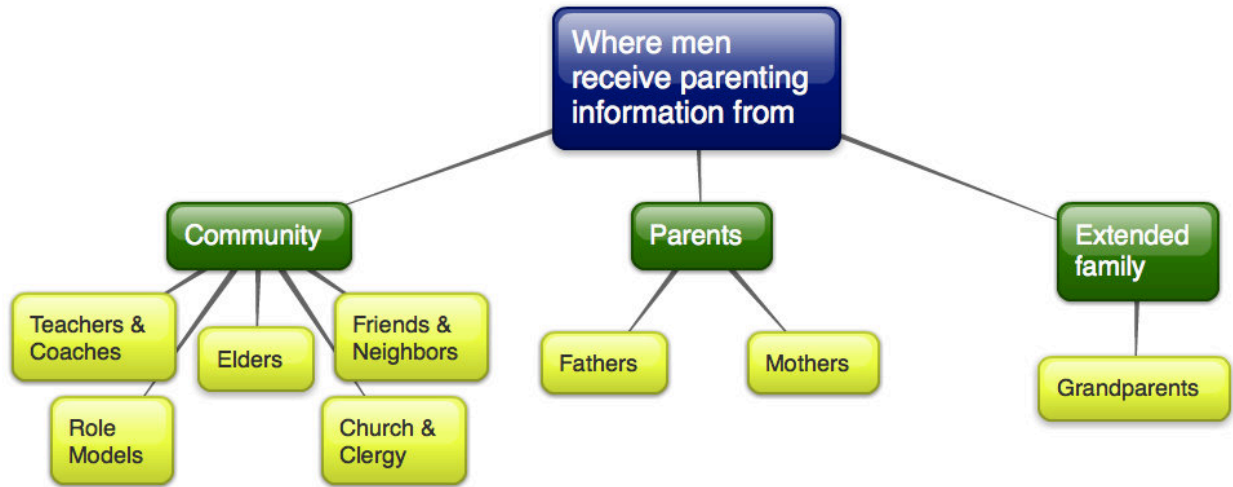 Where men
receive parenting
information from
Community
Parents
Extended
family
Teachers &
Coaches
Elders
Friends &
Neighbors
Role
Models
Church &
Clergy
Fathers
Mothers
Grandparents